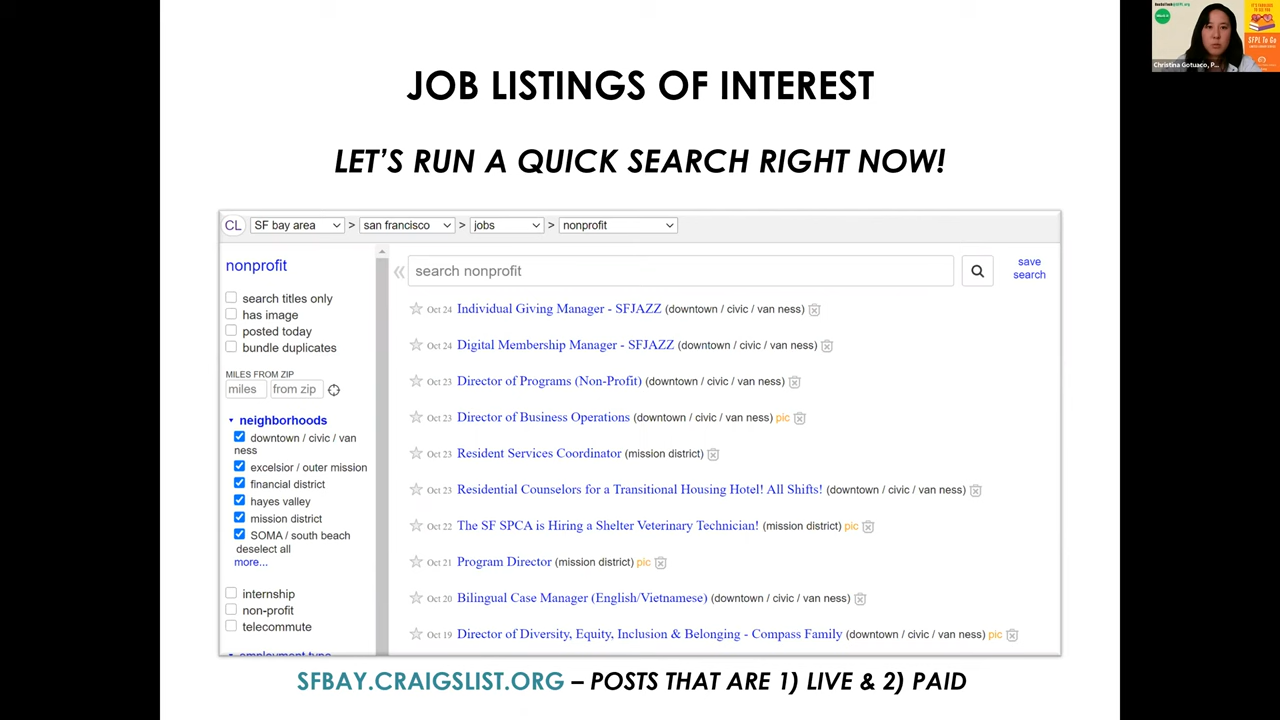 JOB LISTINGS OF INTEREST
LET'S RUN A QUICK SEARCH RIGHT NOW!
CL SF bay area > san francisco > jobs > nonprofit
nonprofit
search titles only
has image
posted today
bundle duplicates
MILES FROM ZIP
miles from zip
neighborhoods
downtown / civic / van
ness
excelsior / outer mission
financial district
hayes valley
mission district
SOMA / south beach
deselect all
more...
internship
non-profit
telecommute
employment type
search nonprofit
save
search
Oct 24 Individual Giving Manager - SFJAZZ (downtown / civic / van ness)
Oct 24 Digital Membership Manager - SFJAZZ (downtown / civic / van ness)
Oct 23 Director of Programs (Non-Profit) (downtown / civic / van ness)
Oct 23 Director of Business Operations (downtown / civic / van ness) pic
Oct 23 Resident Services Coordinator (mission district)
Oct 23 Residential Counselors for a Transitional Housing Hotel! All Shifts! (downtown / civic / van ness)
Oct 22 The SF SPCA is Hiring a Shelter Veterinary Technician! (mission district) pic
Oct 21 Program Director (mission district) pic
Oct 20 Bilingual Case Manager (English/Vietnamese) (downtown / civic / van ness)
Oct 19 Director of Diversity, Equity, Inclusion & Belonging - Compass Family (downtown / civic / van ness) pic
SFBAY.CRAIGSLIST.ORG – POSTS THAT ARE 1) LIVE & 2) PAID
SFPL To Go
Christina Gotuaco, P...